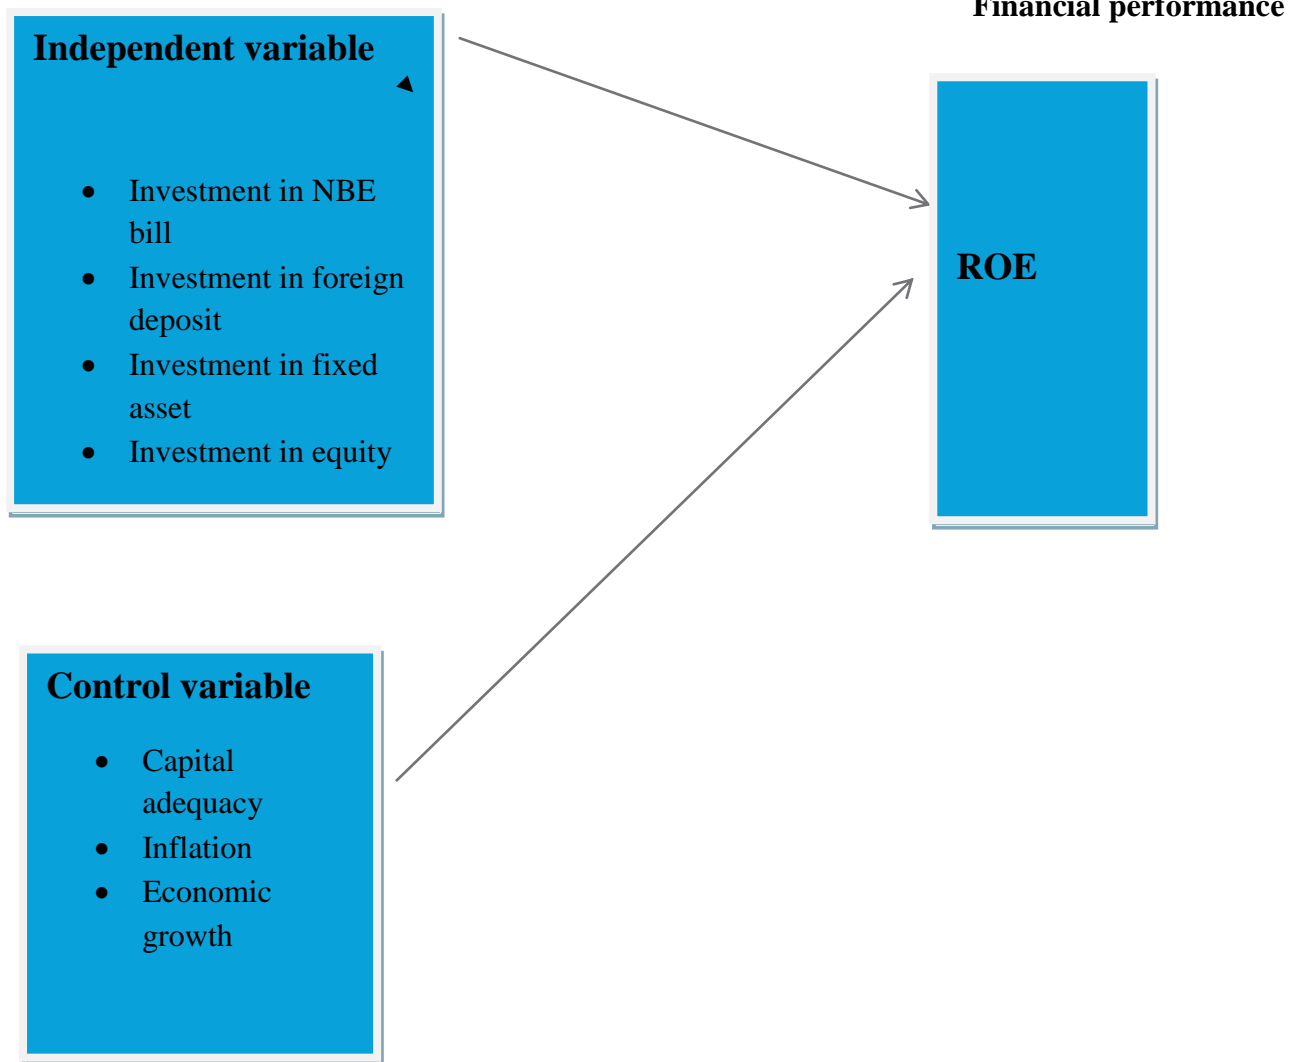 Financial performance
Independent variable
• Investment in NBE
bill
• Investment in foreign
deposit
• Investment in fixed
asset
• Investment in equity
ROE
Control variable
• Capital
adequacy
• Inflation
• Economic
growth